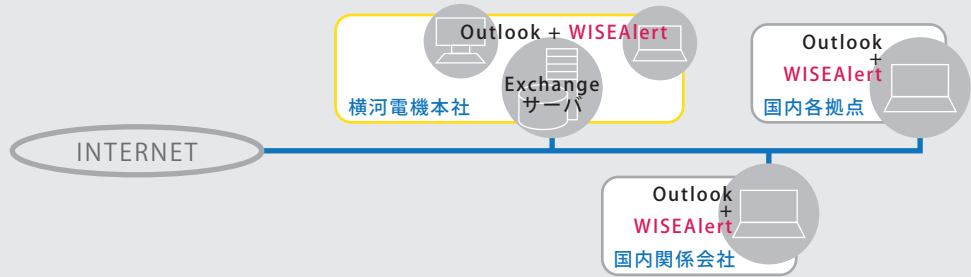 Outlook + WISEAlert
Exchange
サーバ
横河電機本社
Outlook
+
WISEAlert
国内各拠点
INTERNET
Outlook
+
WISEAlert
国内関係会社